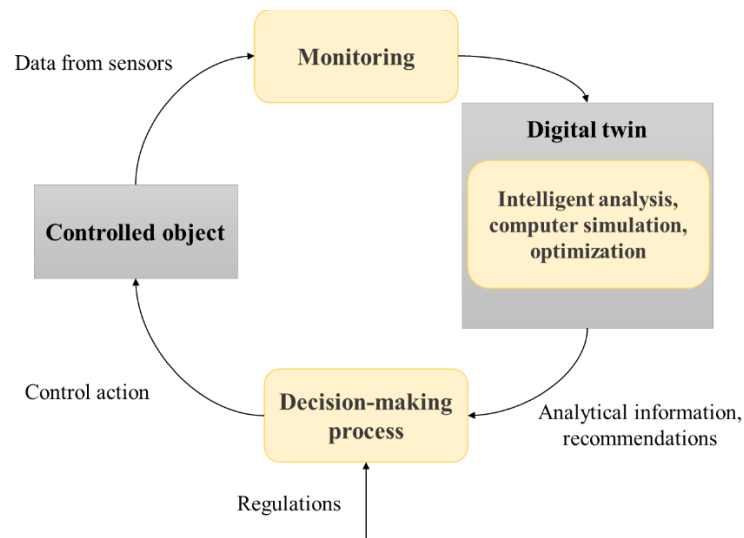 Monitoring
Data from sensors
Digital twin
Intelligent analysis,
computer simulation,
optimization
Controlled object
Control action
Decision-making
process
Analytical information,
recommendations
Regulations